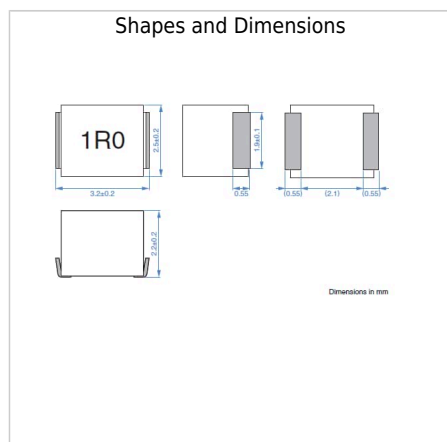 Shapes and Dimensions
1R0
2.5±0.2
3.2±0.2
1.9±0.1
0.55
(0.55)
(2.1)
(0.55)
2.2±0.2
Dimensions in mm